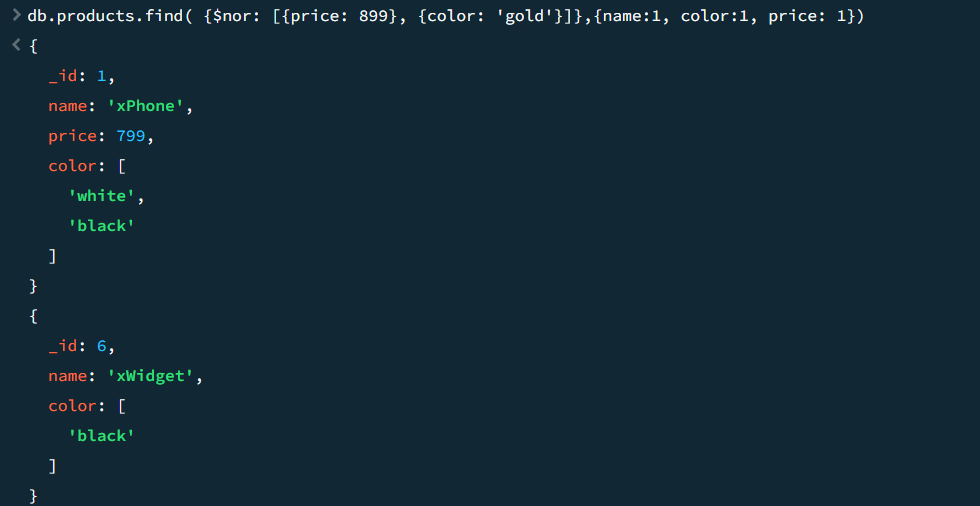 > db.products.find( {$nor: [{price: 899}, {color: 'gold'}]},{name:1, color:1, price: 1})
< {
_id: 1,
name: 'xPhone',
price: 799,
color: [
'white',
'black'
]
}
{
_id: 6,
name: 'xWidget',
color: [
'black'
]
}